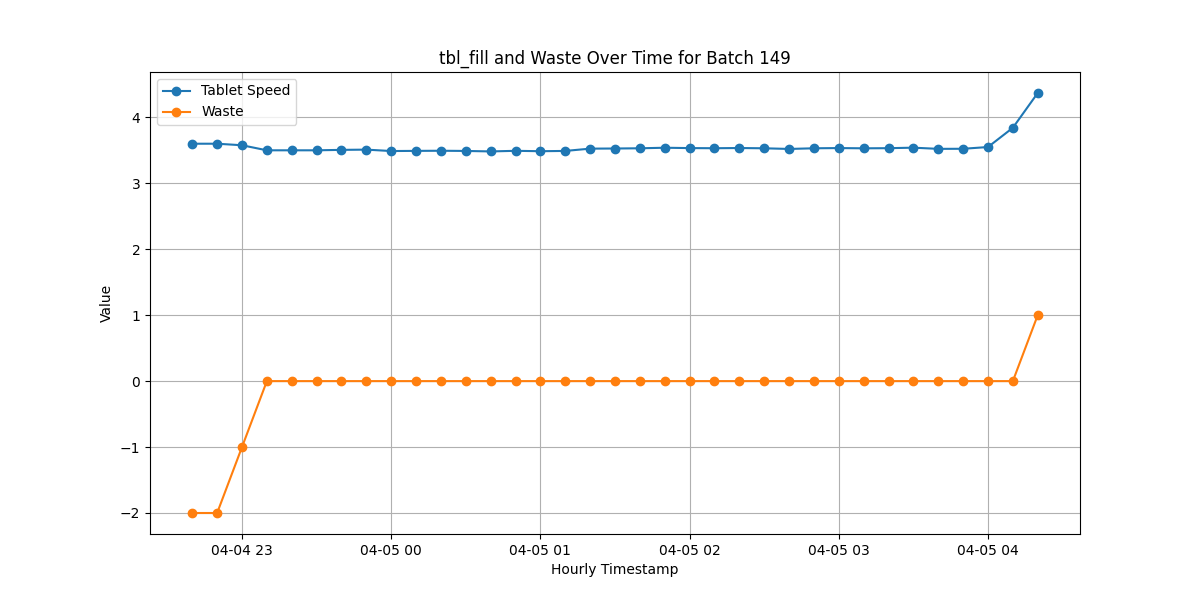 tbl_fill and Waste Over Time for Batch 149
Tablet Speed
Waste
4
3
2
1
0
−1
−2
Value
04-04 23 04-05 00 04-05 01 04-05 02 04-05 03 04-05 04
Hourly Timestamp